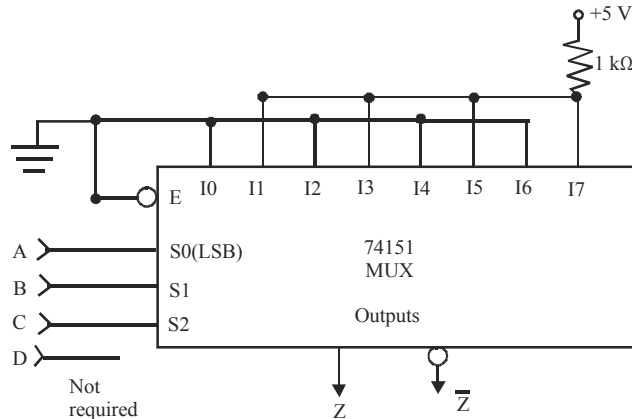 +5 V
1 kΩ
E I0 I1 I2 I3 I4 I5 I6 I7
A S0(LSB) 74151
MUX
B S1
Outputs
C S2
D
Not
required
Z Z̅